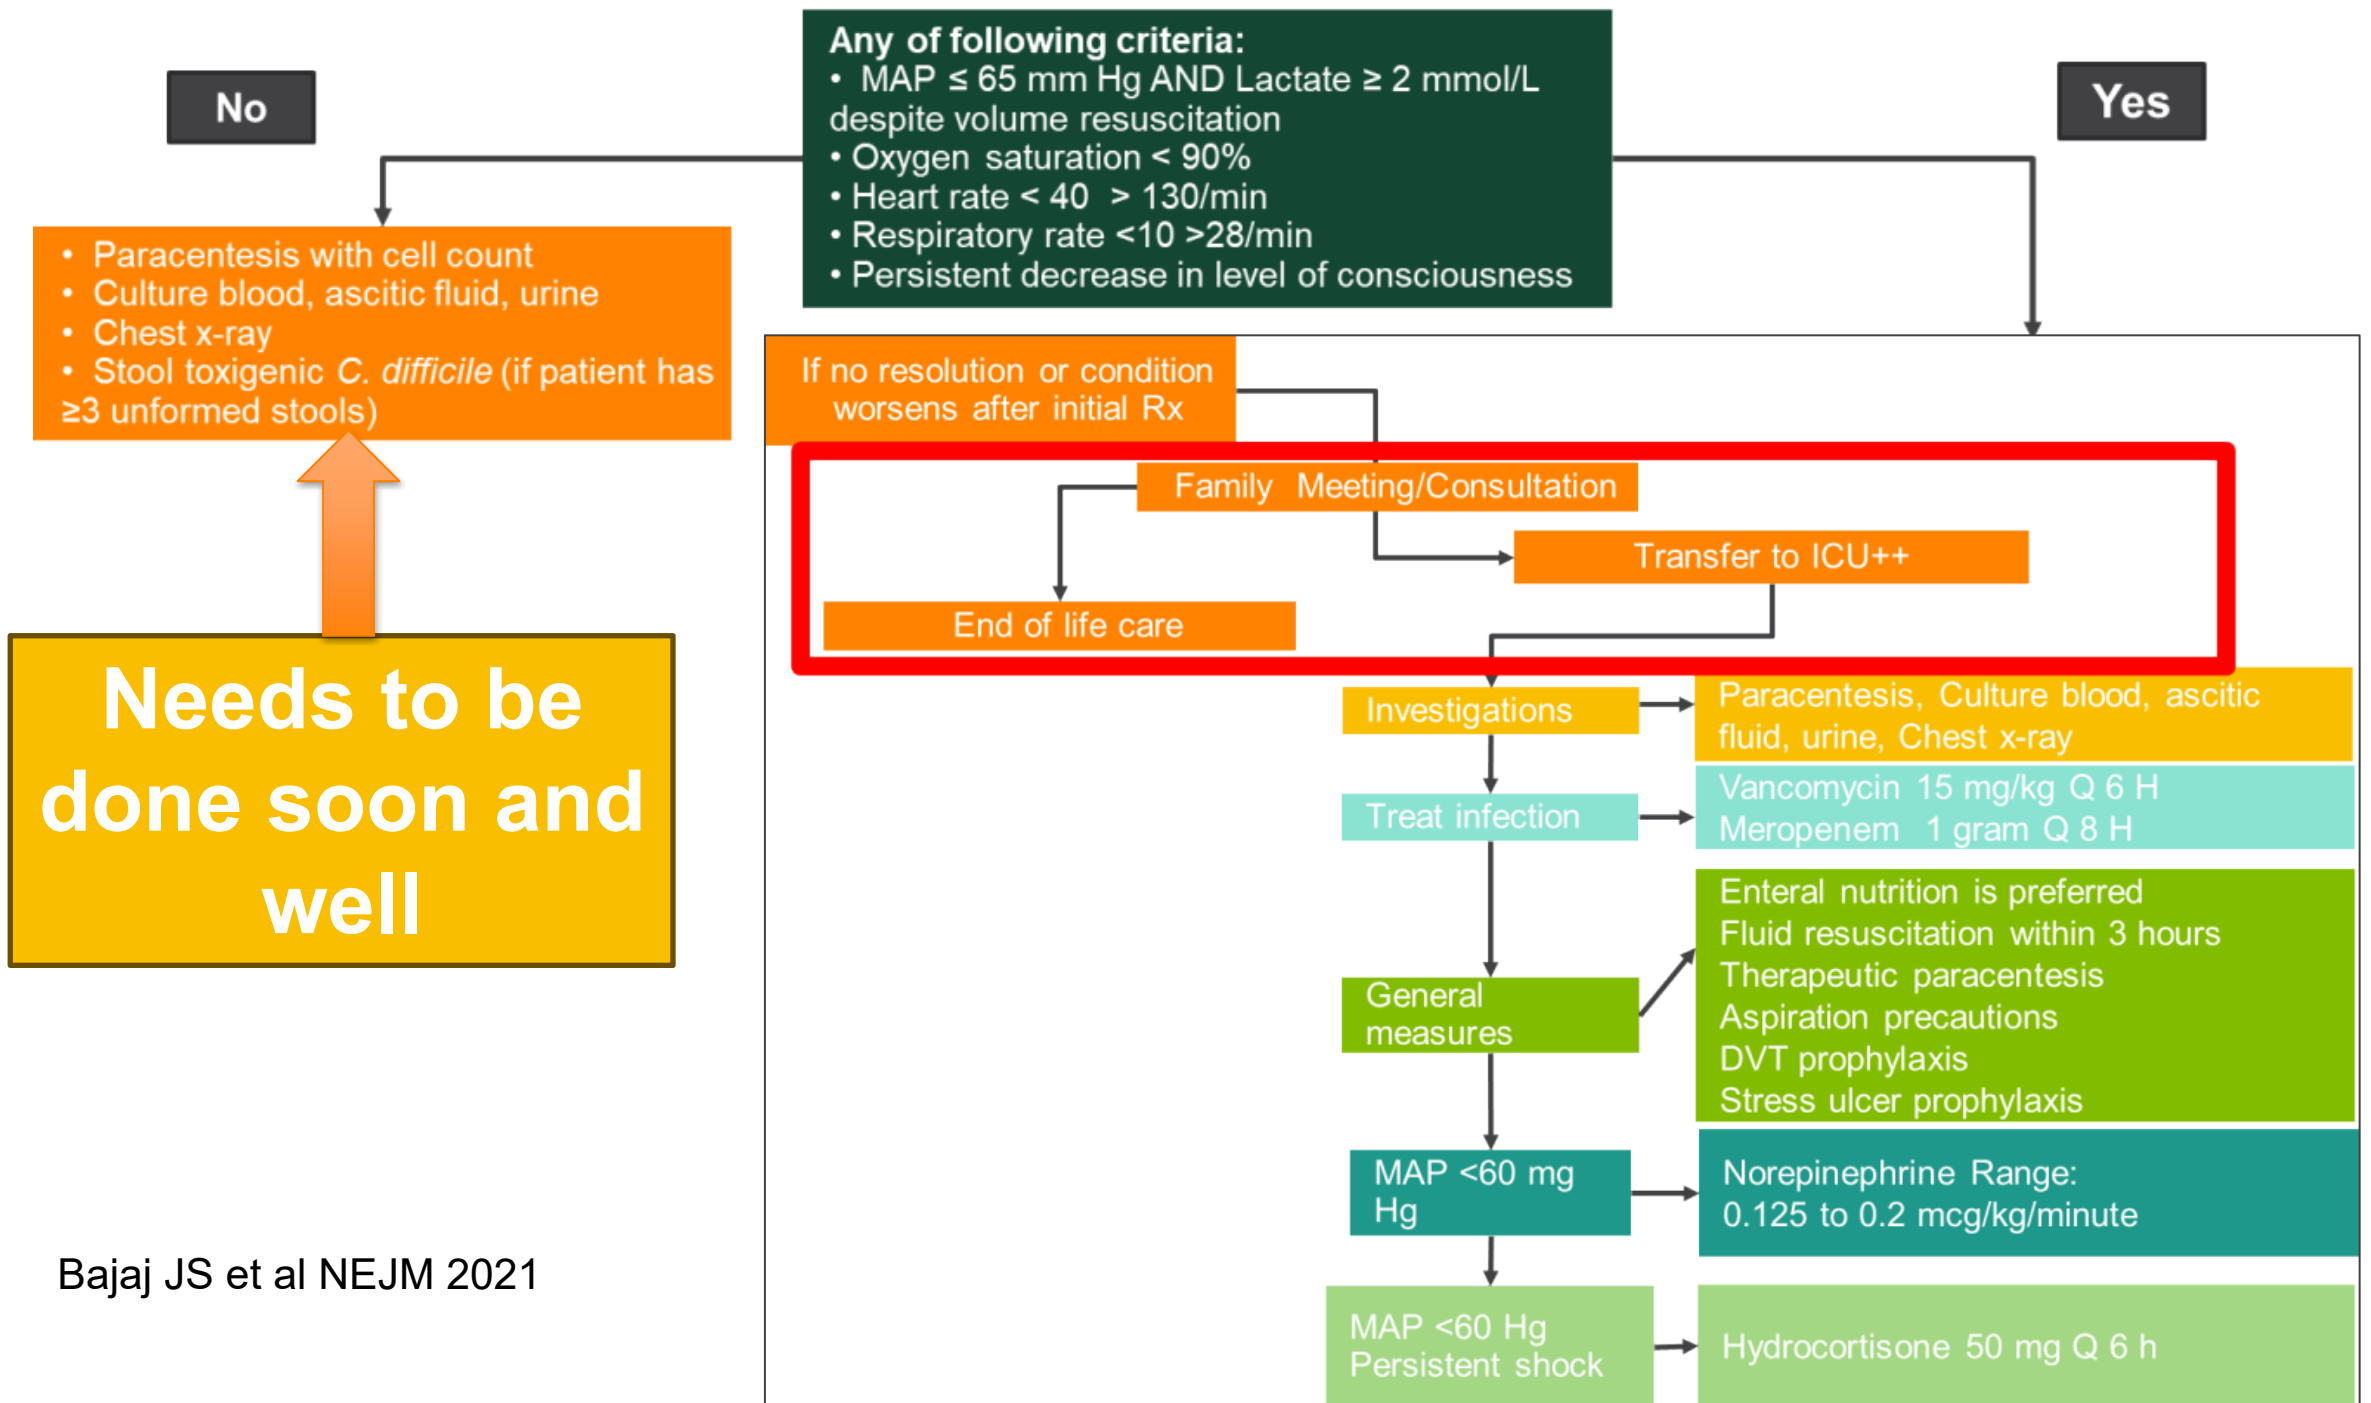 Any of following criteria:
• MAP ≤ 65 mm Hg AND Lactate ≥ 2 mmol/L
despite volume resuscitation
• Oxygen saturation < 90%
• Heart rate < 40 > 130/min
• Respiratory rate <10 >28/min
• Persistent decrease in level of consciousness
No
Yes
• Paracentesis with cell count
• Culture blood, ascitic fluid, urine
• Chest x-ray
• Stool toxigenic C. difficile (if patient has
≥3 unformed stools)
Needs to be
done soon and
well
If no resolution or condition
worsens after initial Rx
Family Meeting/Consultation
Transfer to ICU++
End of life care
Investigations
Paracentesis, Culture blood, ascitic
fluid, urine, Chest x-ray
Treat infection
Vancomycin 15 mg/kg Q 6 H
Meropenem 1 gram Q 8 H
General
measures
Enteral nutrition is preferred
Fluid resuscitation within 3 hours
Therapeutic paracentesis
Aspiration precautions
DVT prophylaxis
Stress ulcer prophylaxis
MAP <60 mg
Hg
Norepinephrine Range:
0.125 to 0.2 mcg/kg/minute
MAP <60 Hg
Persistent shock
Hydrocortisone 50 mg Q 6 h
Bajaj JS et al NEJM 2021